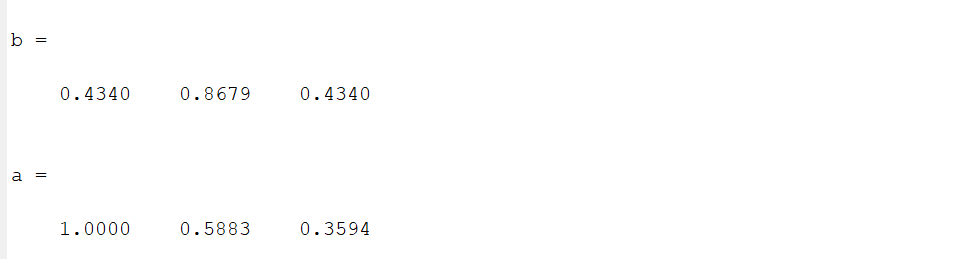 b =
0.4340 0.8679 0.4340
a =
1.0000 0.5883 0.3594